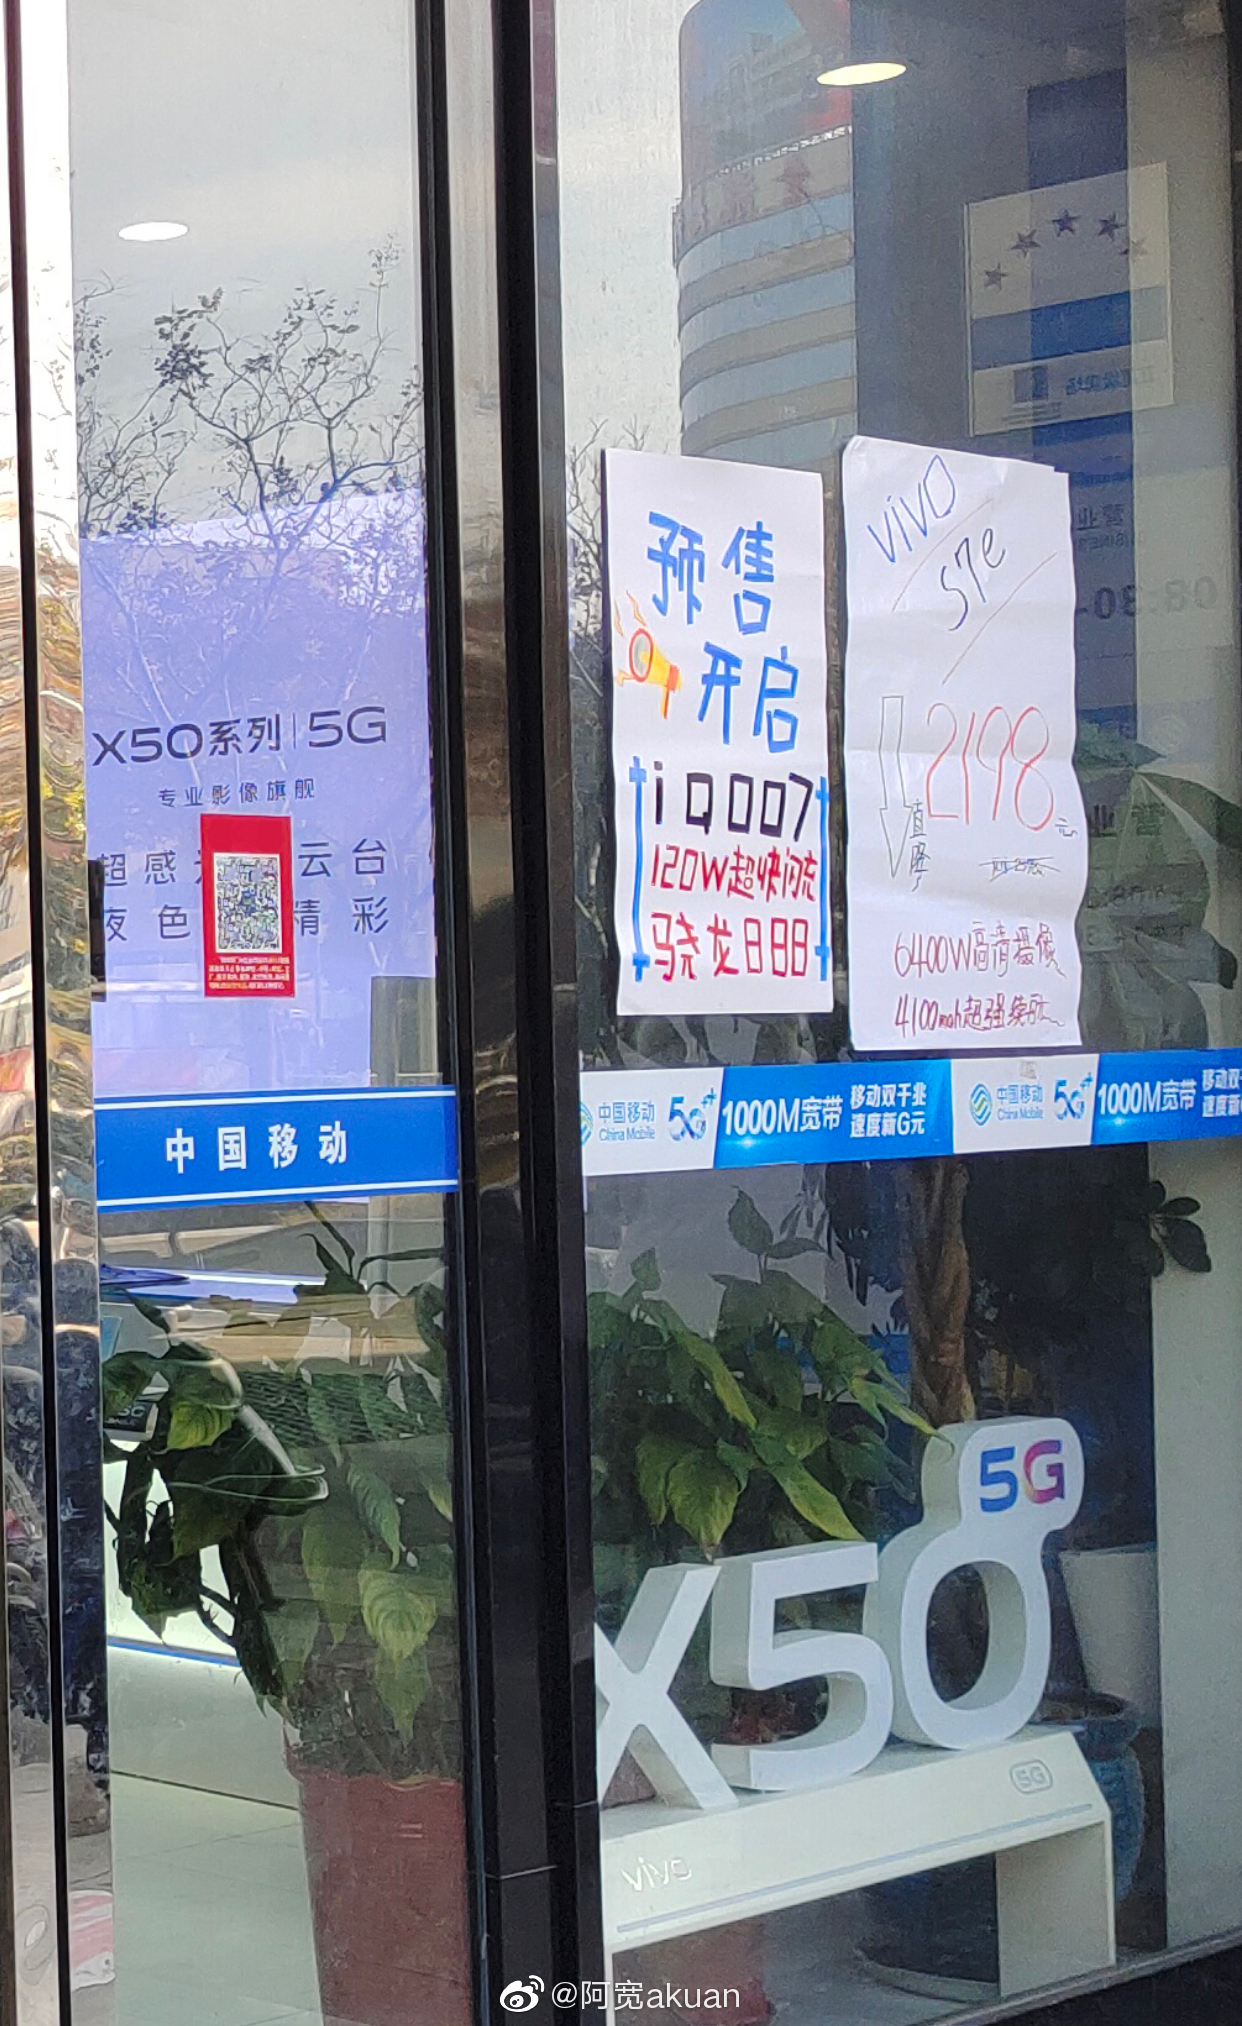 X50系列|5G
专业影像旗舰
超感
云台
夜色
精彩
中国移动
预售
开启
iQOO7
120W超快闪充
骁龙888
vivo
S7e
直降
2198
元
6400W高清摄像
4100mah超强续航
中国移动
China Mobile
5G++
1000M宽带
移动双千兆
速度新G元
中国移动
China Mobile
5G++
1000M宽带
08:30-
5G
X50
5G
vivo
@阿宽akuan